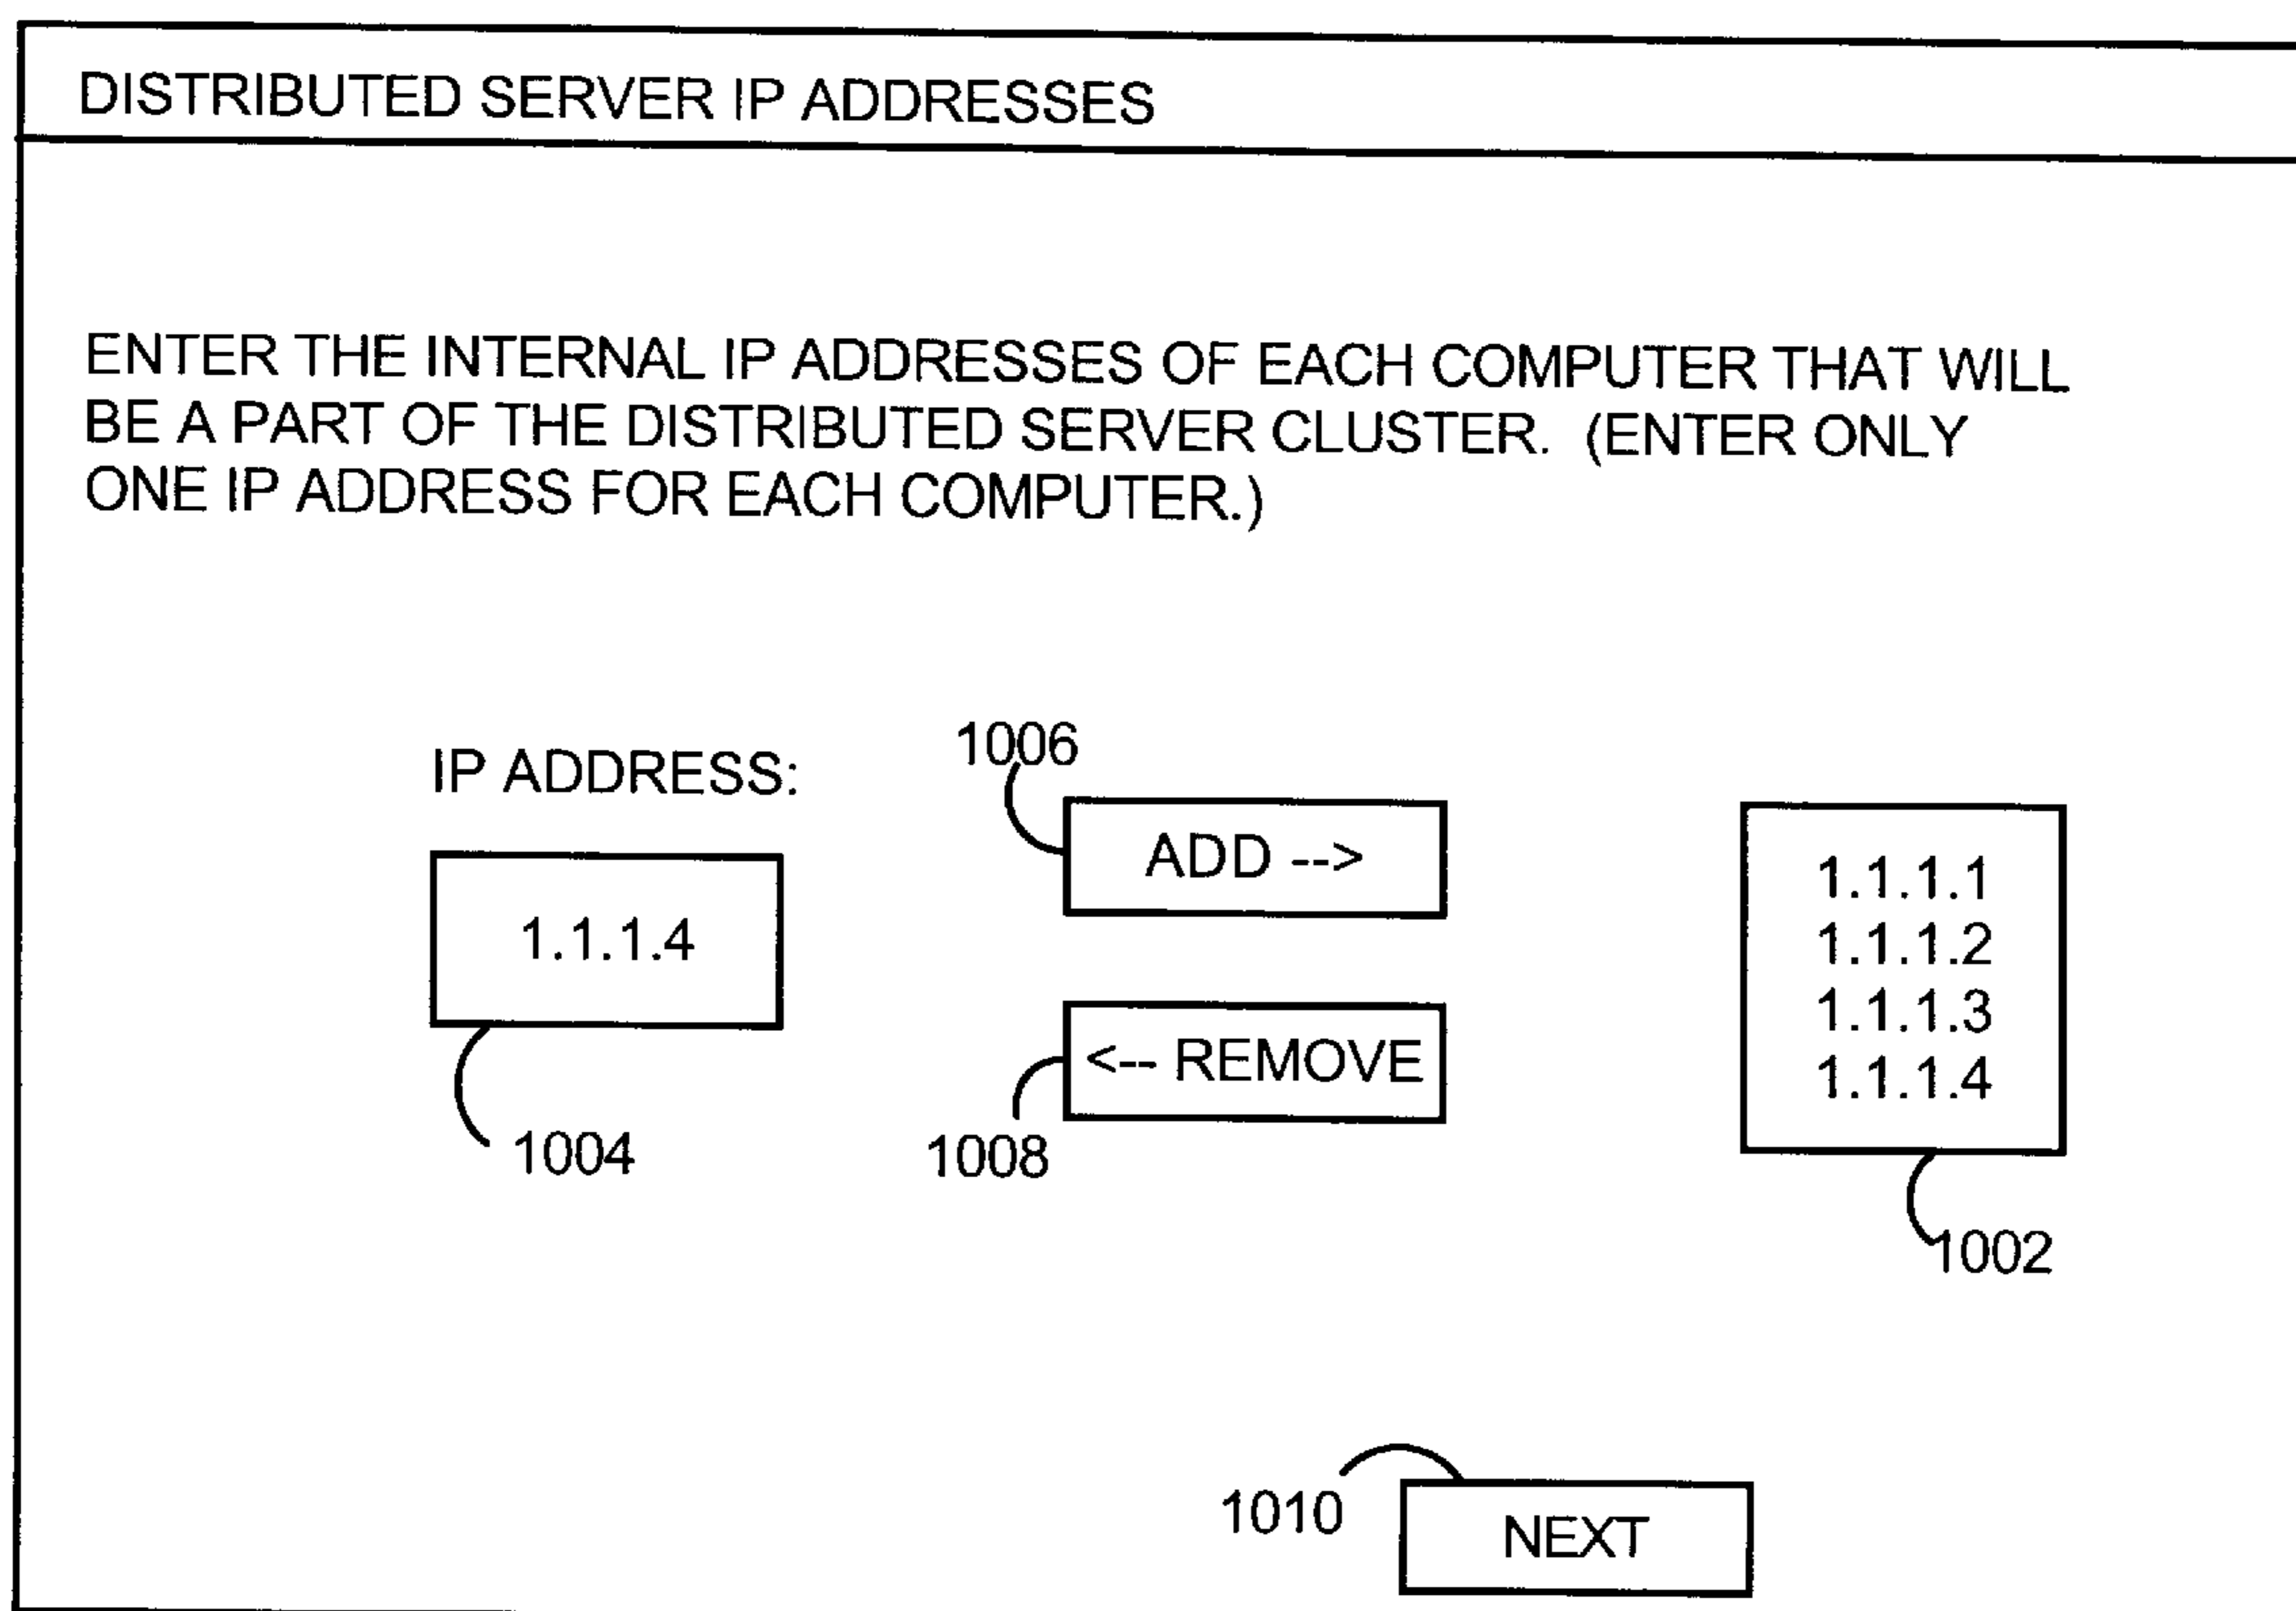 DISTRIBUTED SERVER IP ADDRESSES
ENTER THE INTERNAL IP ADDRESSES OF EACH COMPUTER THAT WILL
BE A PART OF THE DISTRIBUTED SERVER CLUSTER. (ENTER ONLY
ONE IP ADDRESS FOR EACH COMPUTER.)
IP ADDRESS:
1.1.1.4
1004
1006
ADD -->
<-- REMOVE
1008
1.1.1.1
1.1.1.2
1.1.1.3
1.1.1.4
1002
1010
NEXT